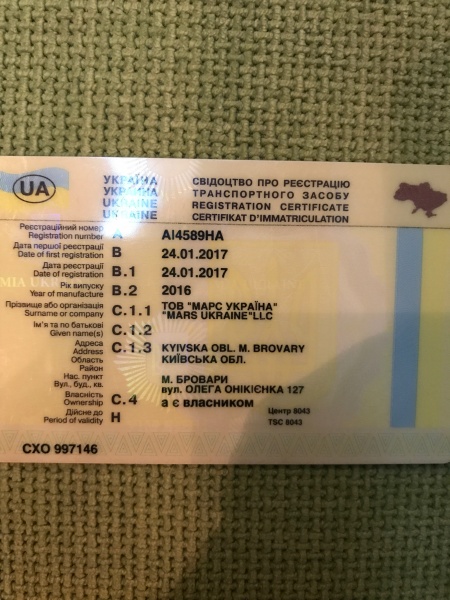 UA
УКРАЇНА
УКРАИНА
UKRAINE
UKRAINE
СВІДОЦТВО ПРО РЕЄСТРАЦІЮ
ТРАНСПОРТНОГО ЗАСОБУ
REGISTRATION CERTIFICATE
CERTIFICAT D'IMMATRICULATION
Реєстраційний номер
Registration number A AI4589HA
Дата першої реєстрації
Date of first registration B 24.01.2017
Дата реєстрації
Date of registration B.1 24.01.2017
Рік випуску
Year of manufacture B.2 2016
Прізвище або організація C.1.1 ТОВ "МАРС УКРАЇНА"
Surname or company "MARS UKRAINE"LLC
Ім'я та по батькові C.1.2
Given name(s)
Адреса C.1.3 KYIVSKA OBL. M. BROVARY
Address
Область КИЇВСЬКА ОБЛ.
Район
Нас. пункт М. БРОВАРИ
Вул., буд., кв. вул. ОЛЕГА ОНІКІЄНКА 127
Власність C.4 а є власником
Ownership
Центр 8043
Дійсне до H TSC 8043
Period of validity
СХО 997146